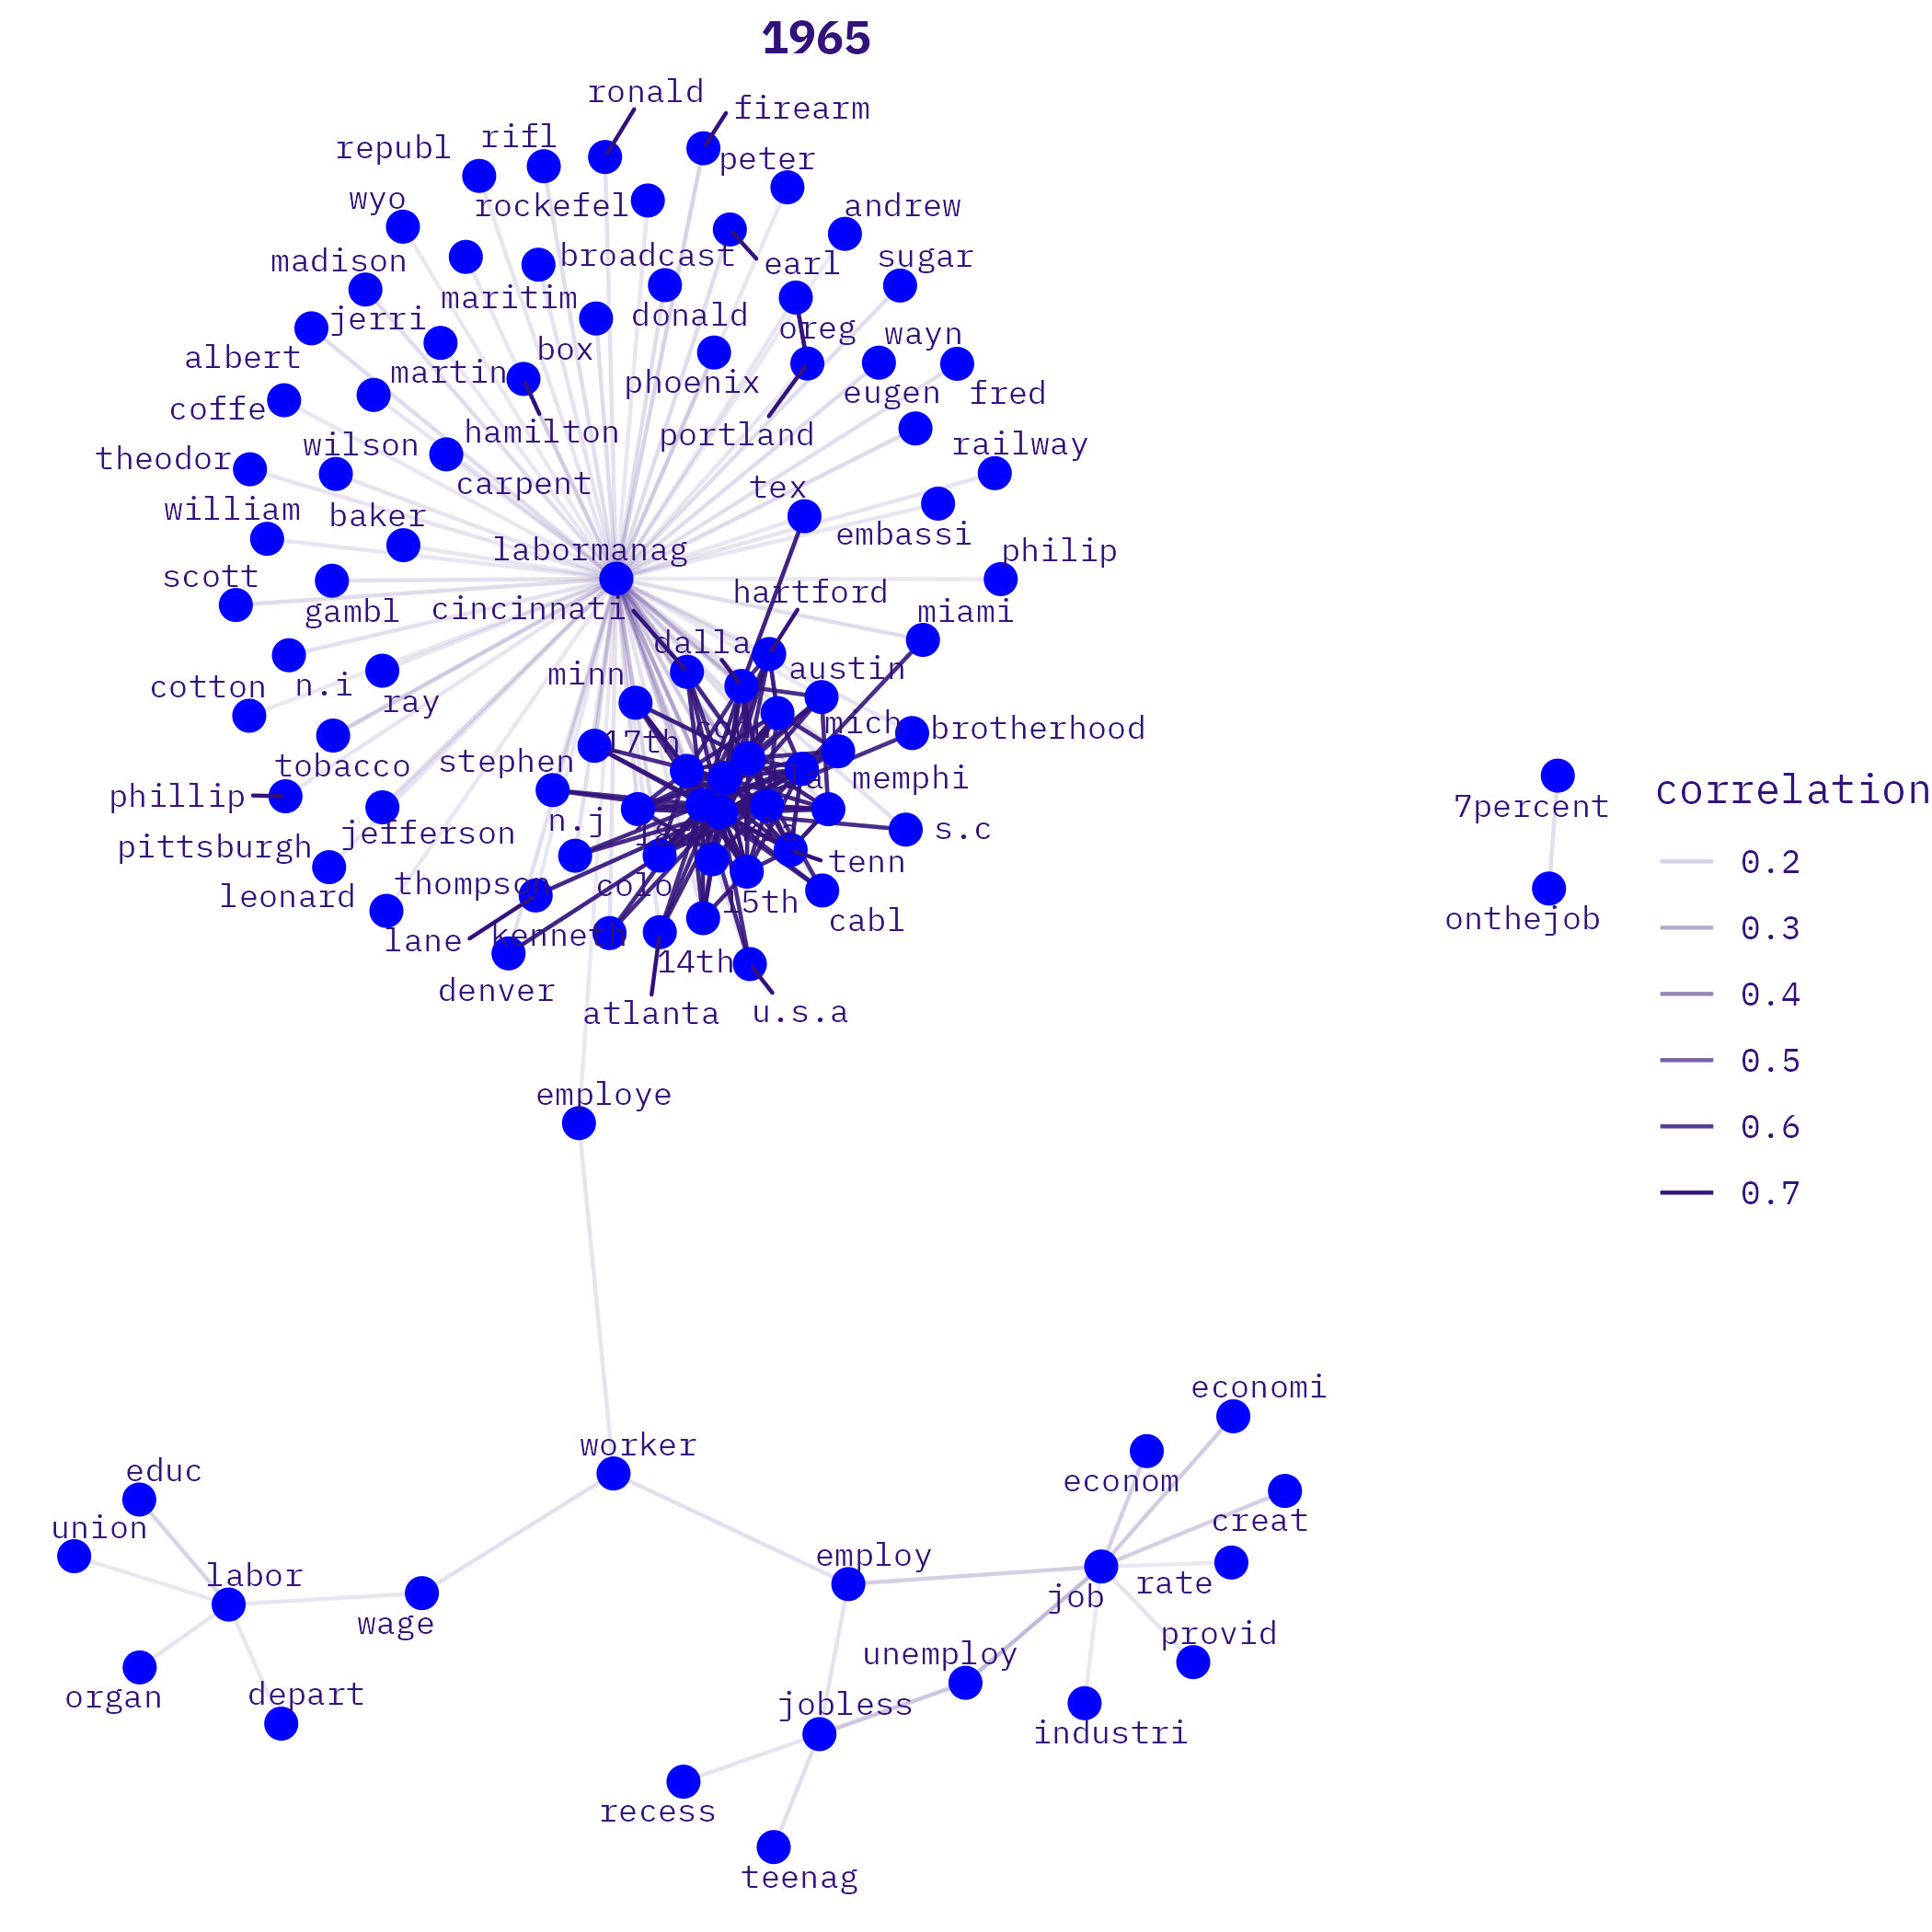 1965
ronald
firearm
rifl
republ
peter
wyo
rockefel
andrew
broadcast
sugar
madison
earl
maritim
jerri
donald
oreg
wayn
box
albert
martin
phoenix
eugen
fred
coffe
hamilton
portland
wilson
railway
theodor
carpent
tex
william
baker
embassi
labormanag
philip
scott
hartford
gambl
cincinnati
miami
dalla
austin
minn
cotton
n.i
ray
mich
brotherhood
17th
stephen
tobacco
memphi
phillip
n.j
s.c
jefferson
pittsburgh
tenn
thompson
colo
leonard
15th
cabl
lane
kenneth
14th
denver
atlanta
u.s.a
7percent
onthejob
correlation
0.2
0.3
0.4
0.5
0.6
0.7
employe
economi
worker
educ
econom
union
creat
employ
labor
rate
job
wage
provid
unemploy
organ
depart
jobless
industri
recess
teenag